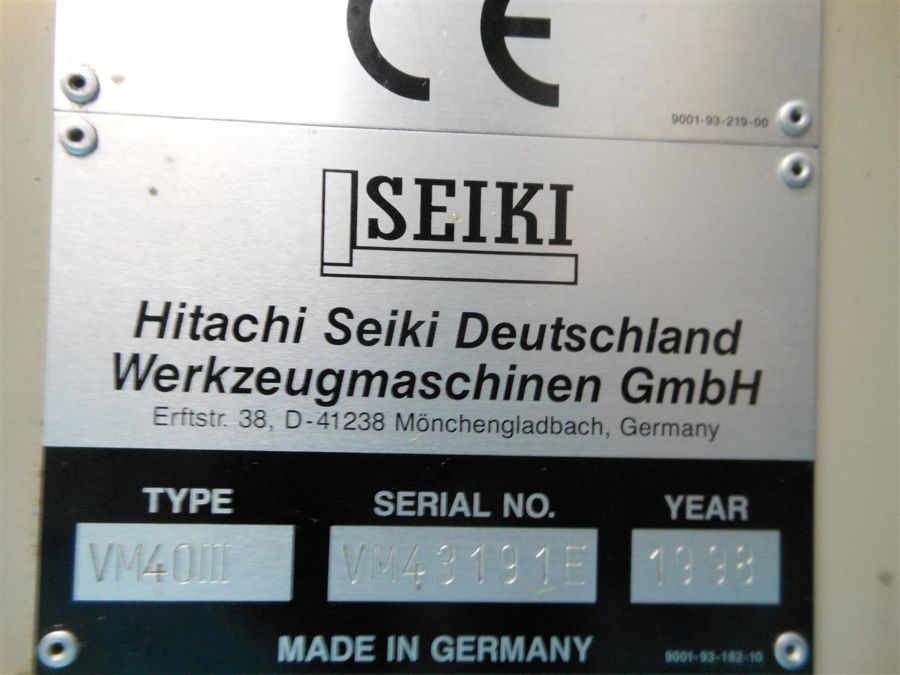 CE
9001-93-219-00
SEIKI
Hitachi Seiki Deutschland
Werkzeugmaschinen GmbH
Erftstr. 38, D-41238 Mönchengladbach, Germany
TYPE SERIAL NO. YEAR
VM40III VM43191E 1998
MADE IN GERMANY 9001-93-182-10